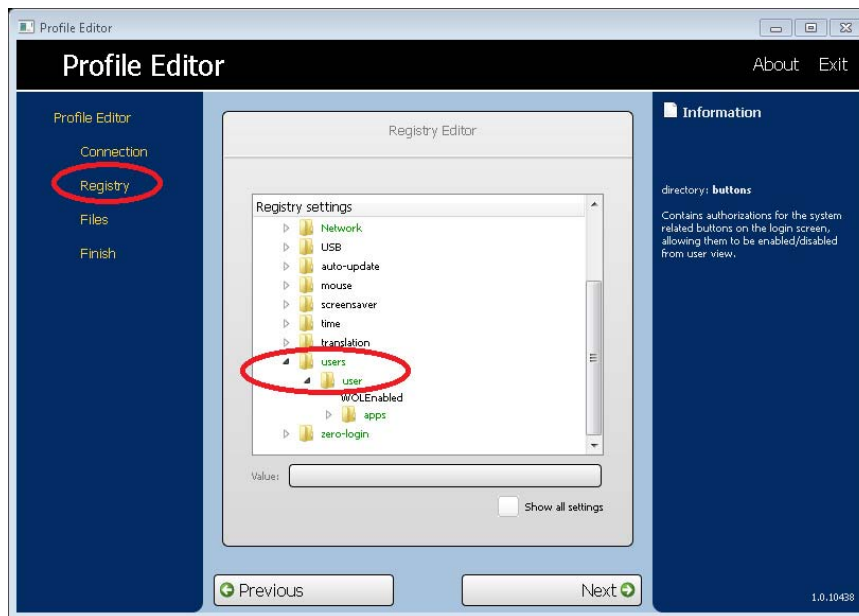 Profile Editor
Profile Editor
About Exit
Profile Editor
Connection
Registry
Files
Finish
Registry Editor
Registry settings
Network
USB
auto-update
mouse
screensaver
time
translation
users
user
WOLEnabled
apps
zero-login
Value:
Show all settings
Previous
Next
Information
directory: buttons
Contains authorizations for the system
related buttons on the login screen,
allowing them to be enabled/disabled
from user view.
1.0.10438